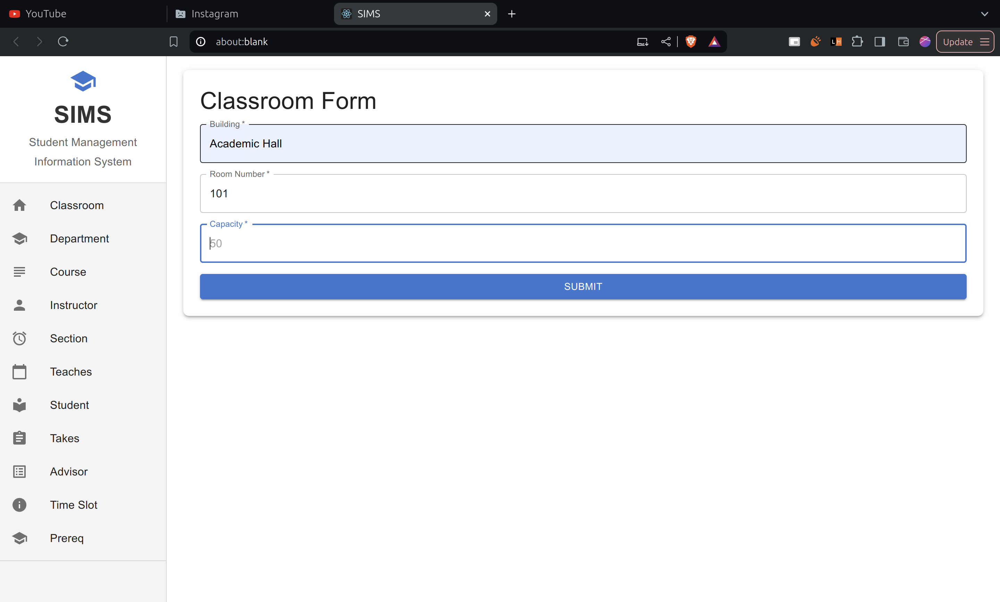 YouTube
Instagram
SIMS
about:blank
LH
Update
SIMS
Student Management
Information System
Classroom
Department
Course
Instructor
Section
Teaches
Student
Takes
Advisor
Time Slot
Prereq
Classroom Form
Building *
Academic Hall
Room Number *
101
Capacity *
50
SUBMIT